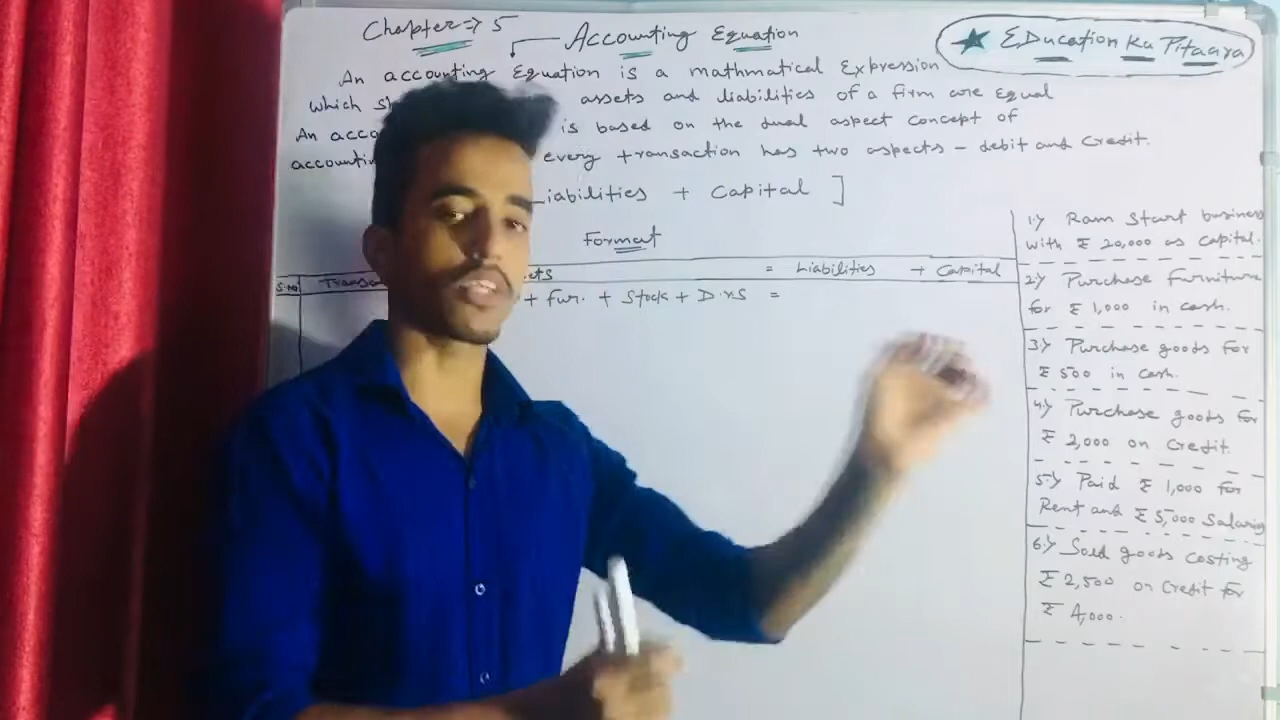 Chapter => 5 Accounting Equation
★ EDucation Ka Pitaara
An accounting Equation is a mathmatical Expression
which assets and liabilities of a firm are Equal
An is based on the dual aspect concept of
every transaction has two aspects - debit and Credit.
Liabilities + Capital ]
Format
S.No = Liabilities + Capital
+ Fur. + Stock + D.rs =
1.) Ram Start business
with ₹ 20,000 as Capital.
2.) Purchase Furniture
for ₹ 1,000 in cash.
3.) Purchase goods for
₹ 500 in cash.
4.) Purchase goods for
₹ 2,000 on Credit.
5.) Paid ₹ 1,000 for
Rent and ₹ 5,000 Salaries
6.) Sold goods costing
₹ 2,500 on Credit for
₹ 4,000.